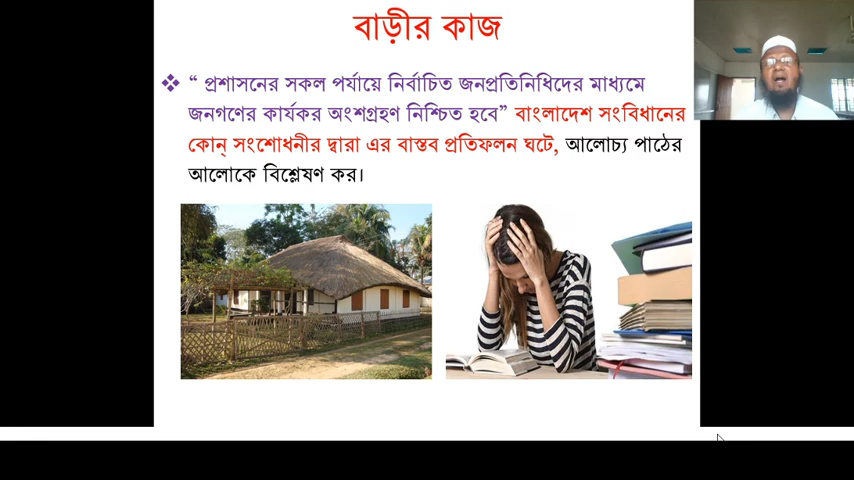 বাড়ীর কাজ
❖ “ প্রশাসনের সকল পর্যায়ে নির্বাচিত জনপ্রতিনিধিদের মাধ্যমে
জনগণের কার্যকর অংশগ্রহণ নিশ্চিত হবে” বাংলাদেশ সংবিধানের
কোন্ সংশোধনীর দ্বারা এর বাস্তব প্রতিফলন ঘটে, আলোচ্য পাঠের
আলোকে বিশ্লেষণ কর।